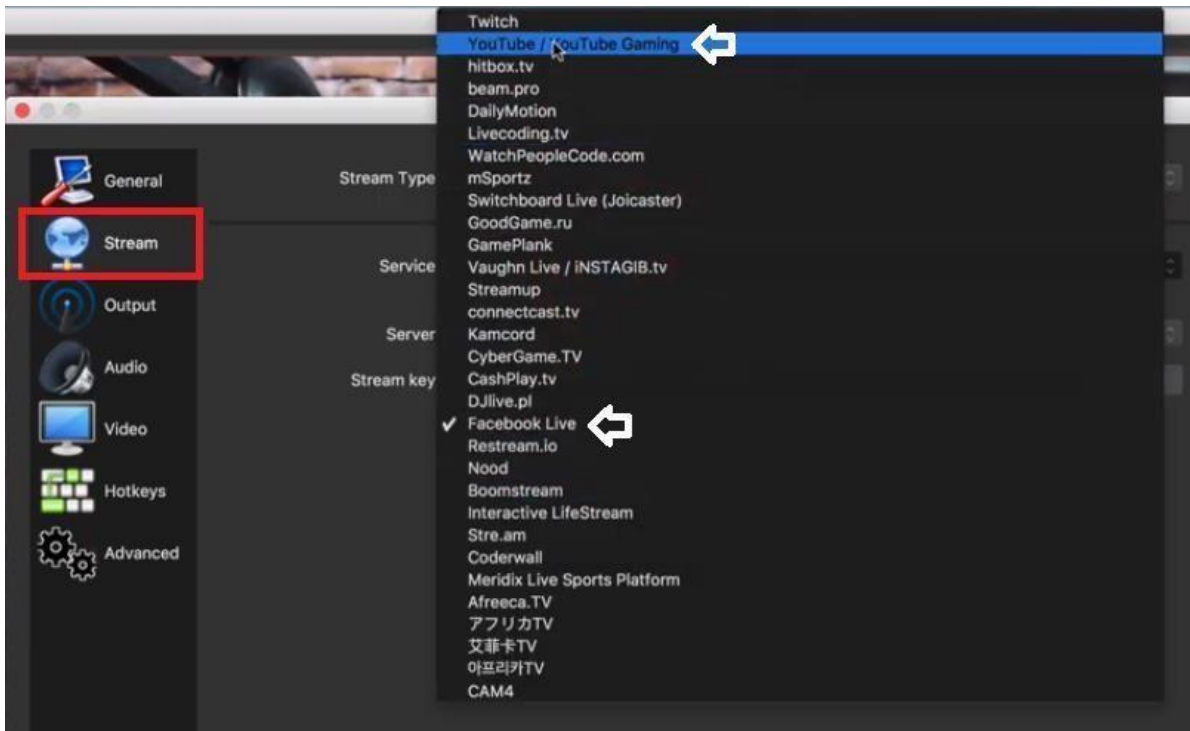 Twitch
YouTube / YouTube Gaming
hitbox.tv
beam.pro
DailyMotion
Livecoding.tv
WatchPeopleCode.com
mSportz
Switchboard Live (Joicaster)
GoodGame.ru
GamePlank
Vaughn Live / iNSTAGIB.tv
Streamup
connectcast.tv
Kamcord
CyberGame.TV
CashPlay.tv
DJlive.pl
Facebook Live
Restream.io
Nood
Boomstream
Interactive LifeStream
Stre.am
Coderwall
Meridix Live Sports Platform
Afreeca.TV
アフリカTV
艾菲卡TV
아프리카TV
CAM4
General
Stream
Output
Audio
Video
Hotkeys
Advanced
Stream Type
Service
Server
Stream key